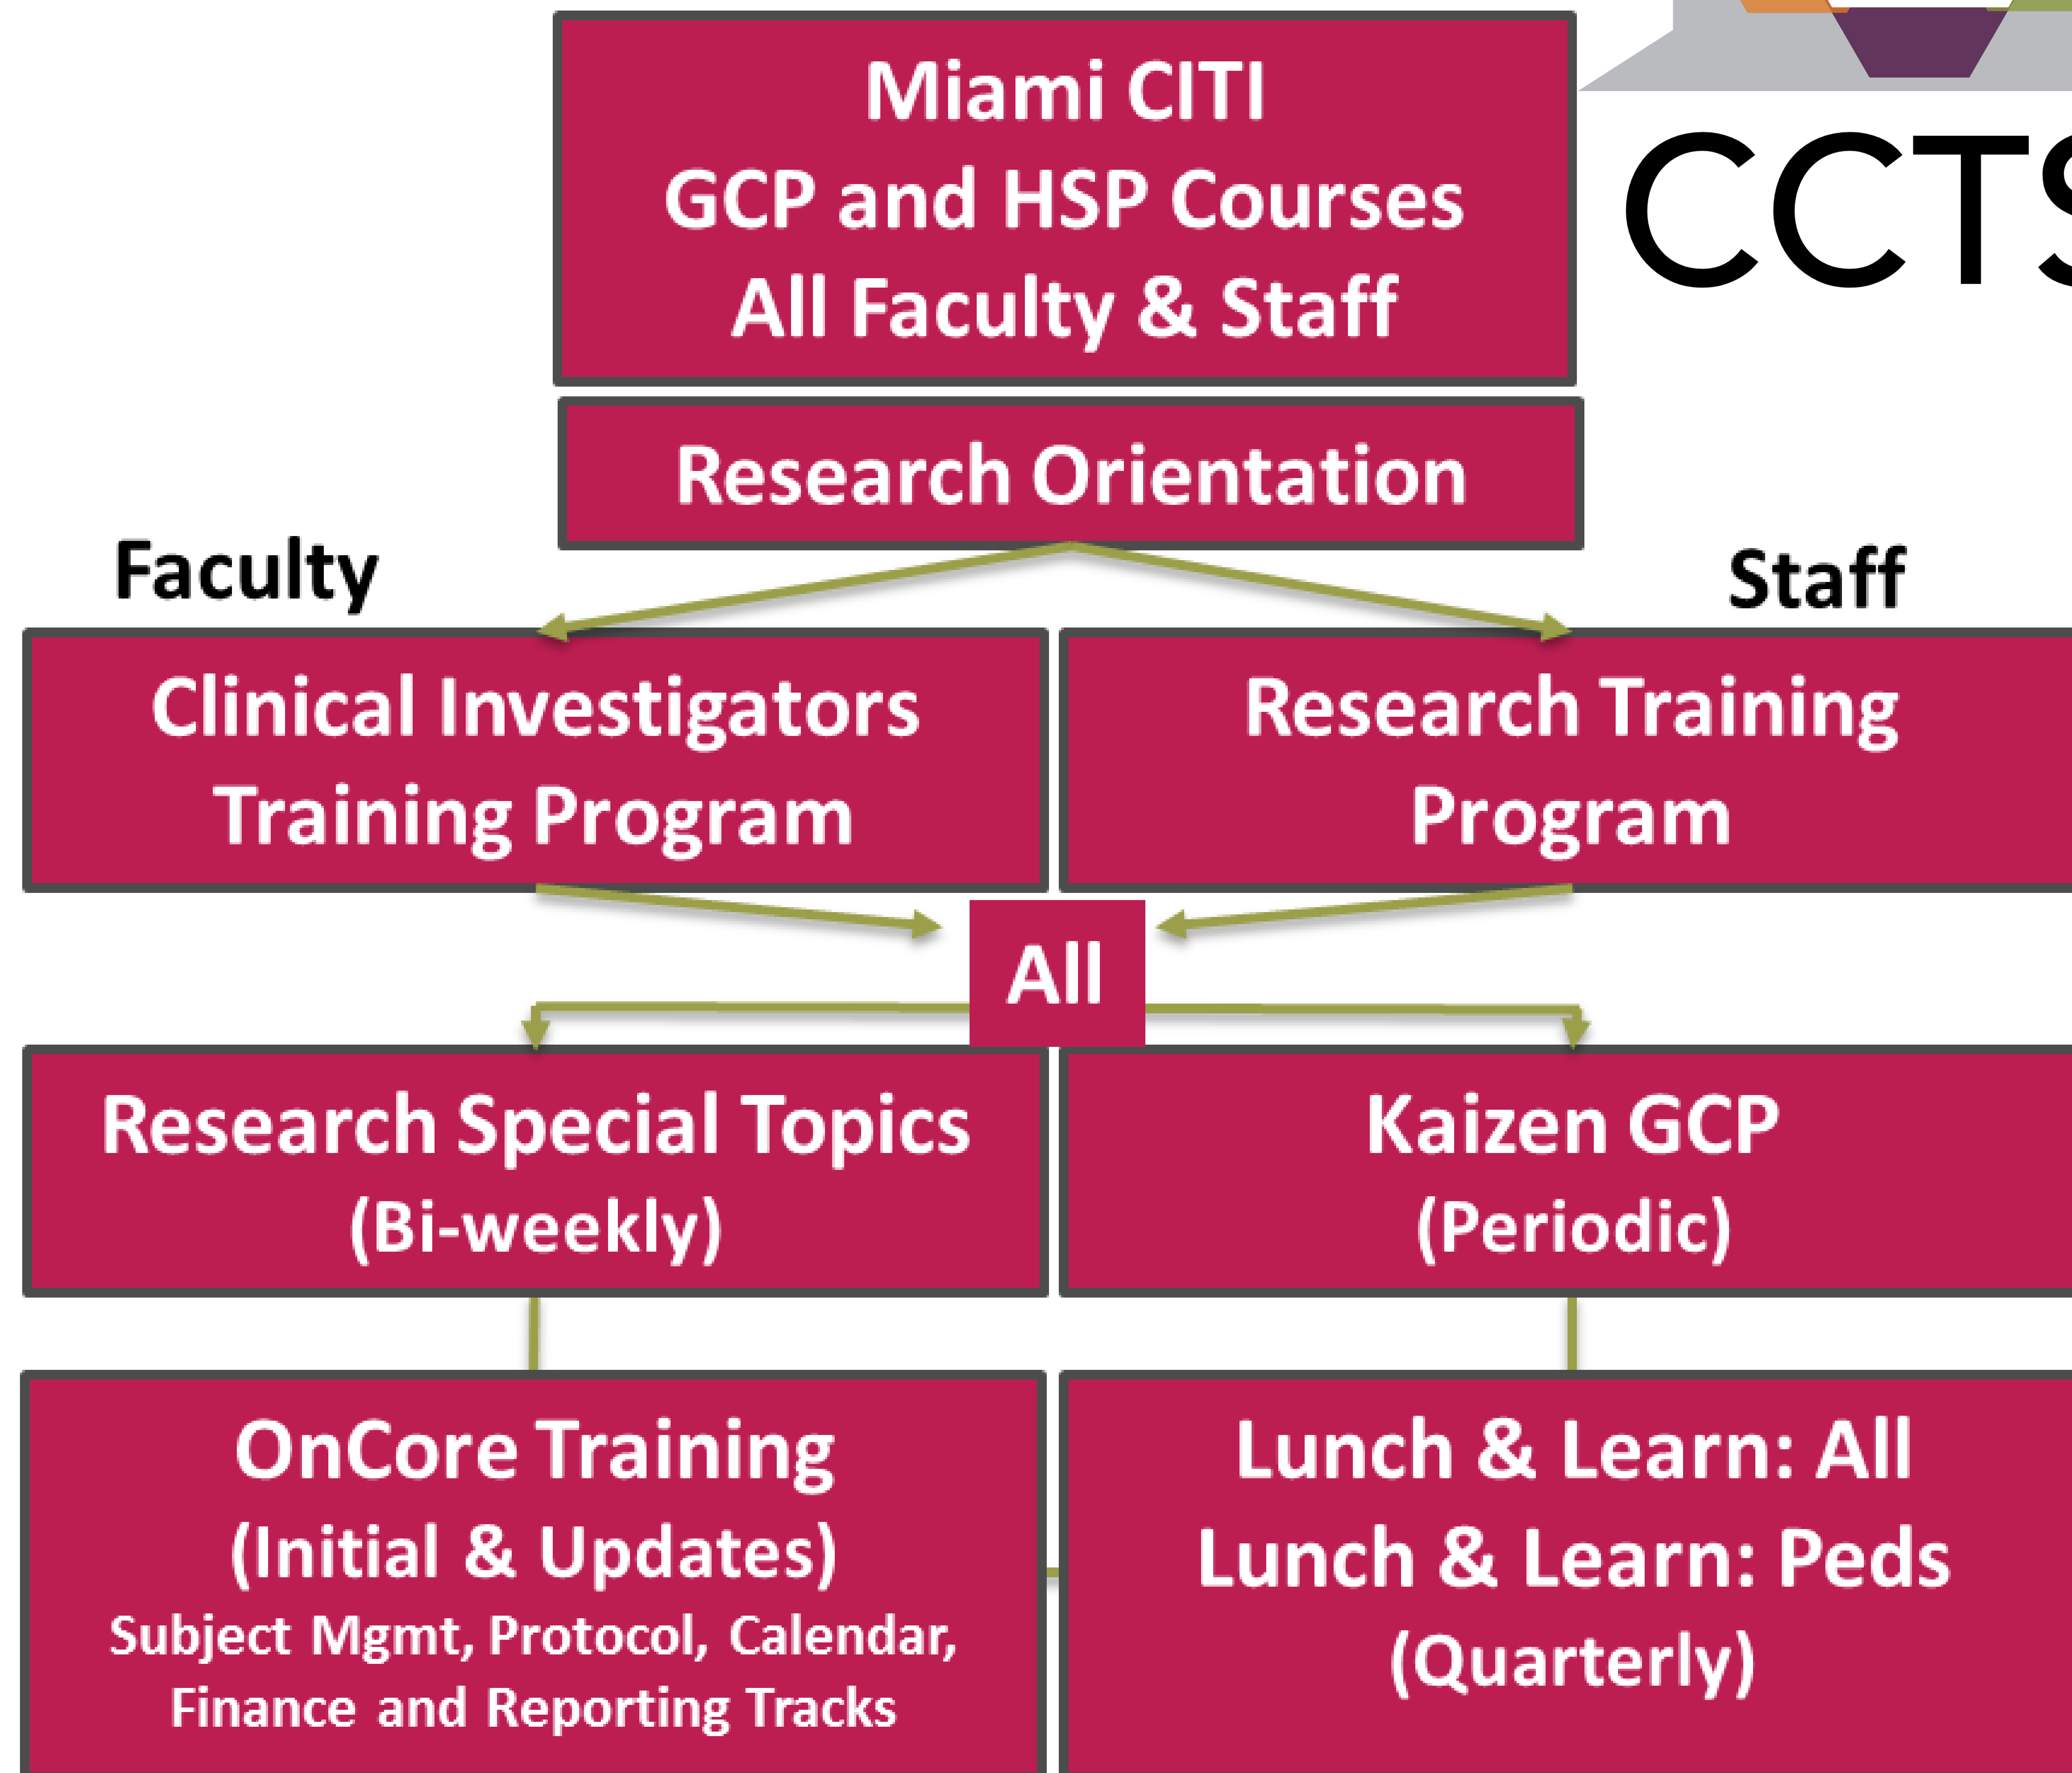 Miami CITI
GCP and HSP Courses
All Faculty & Staff
CCTS
Research Orientation
Faculty
Staff
Clinical Investigators
Training Program
Research Training
Program
All
Research Special Topics
(Bi-weekly)
Kaizen GCP
(Periodic)
OnCore Training
(Initial & Updates)
Subject Mgmt, Protocol, Calendar,
Finance and Reporting Tracks
Lunch & Learn: All
Lunch & Learn: Peds
(Quarterly)